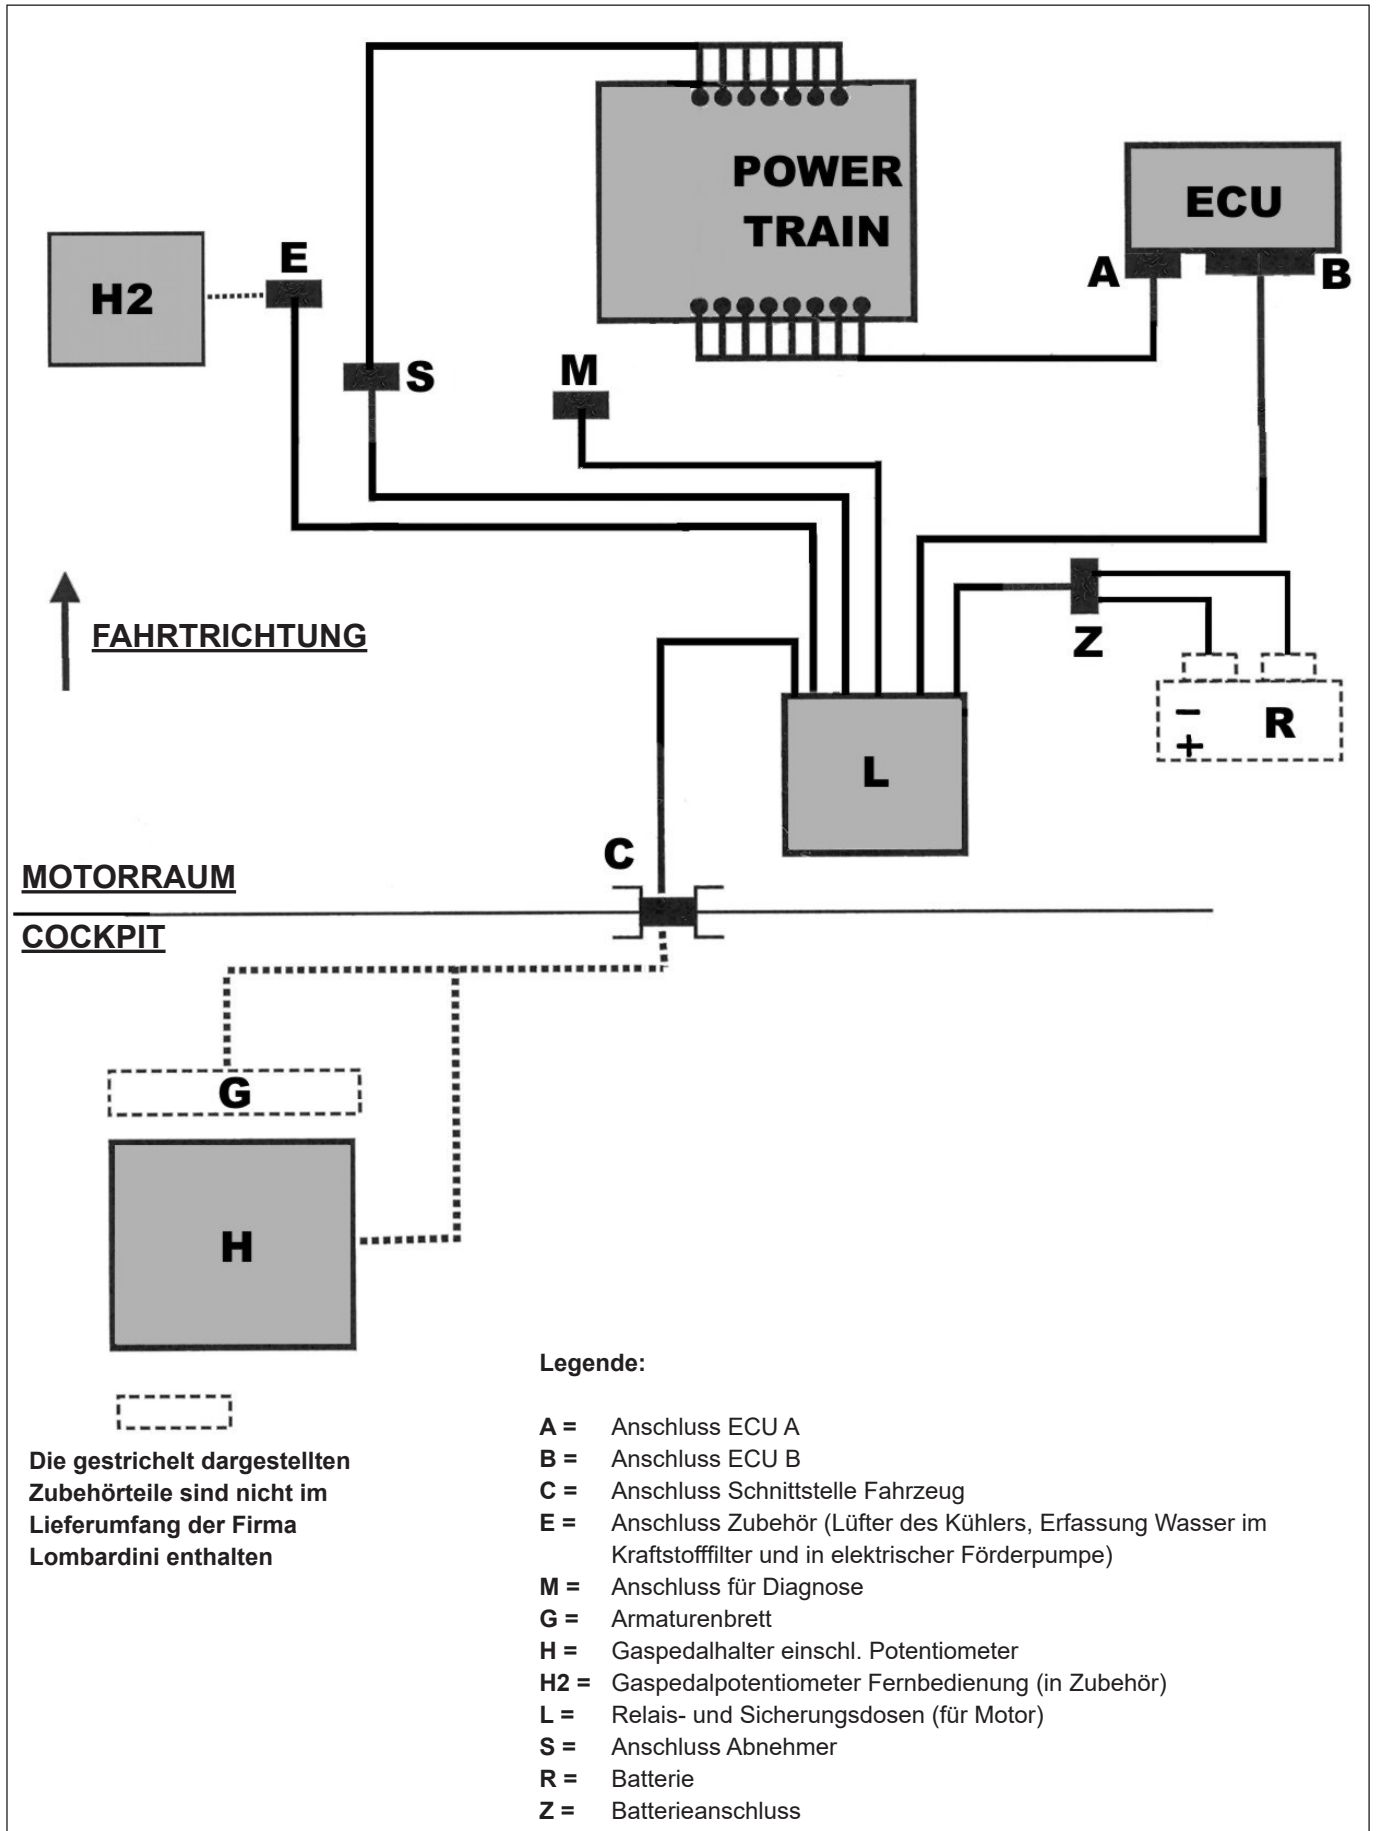 POWER
TRAIN
ECU
A
B
H2
E
S
M
FAHRTRICHTUNG
Z
− R
+
L
C
MOTORRAUM
COCKPIT
G
H
Legende:
A = Anschluss ECU A
B = Anschluss ECU B
C = Anschluss Schnittstelle Fahrzeug
E = Anschluss Zubehör (Lüfter des Kühlers, Erfassung Wasser im
Kraftstofffilter und in elektrischer Förderpumpe)
M = Anschluss für Diagnose
G = Armaturenbrett
H = Gaspedalhalter einschl. Potentiometer
H2 = Gaspedalpotentiometer Fernbedienung (in Zubehör)
L = Relais- und Sicherungsdosen (für Motor)
S = Anschluss Abnehmer
R = Batterie
Z = Batterieanschluss
Die gestrichelt dargestellten
Zubehörteile sind nicht im
Lieferumfang der Firma
Lombardini enthalten